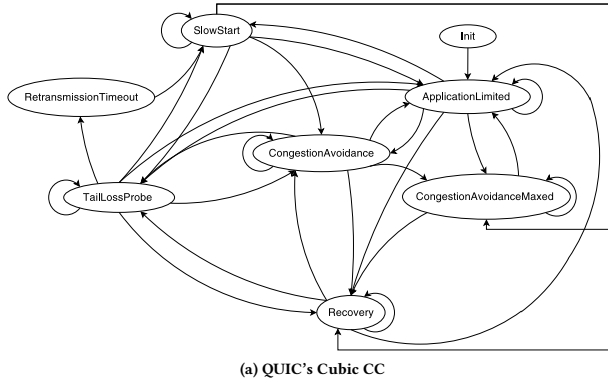 SlowStart
Init
RetransmissionTimeout
ApplicationLimited
CongestionAvoidance
TailLossProbe
CongestionAvoidanceMaxed
Recovery
(a) QUIC's Cubic CC